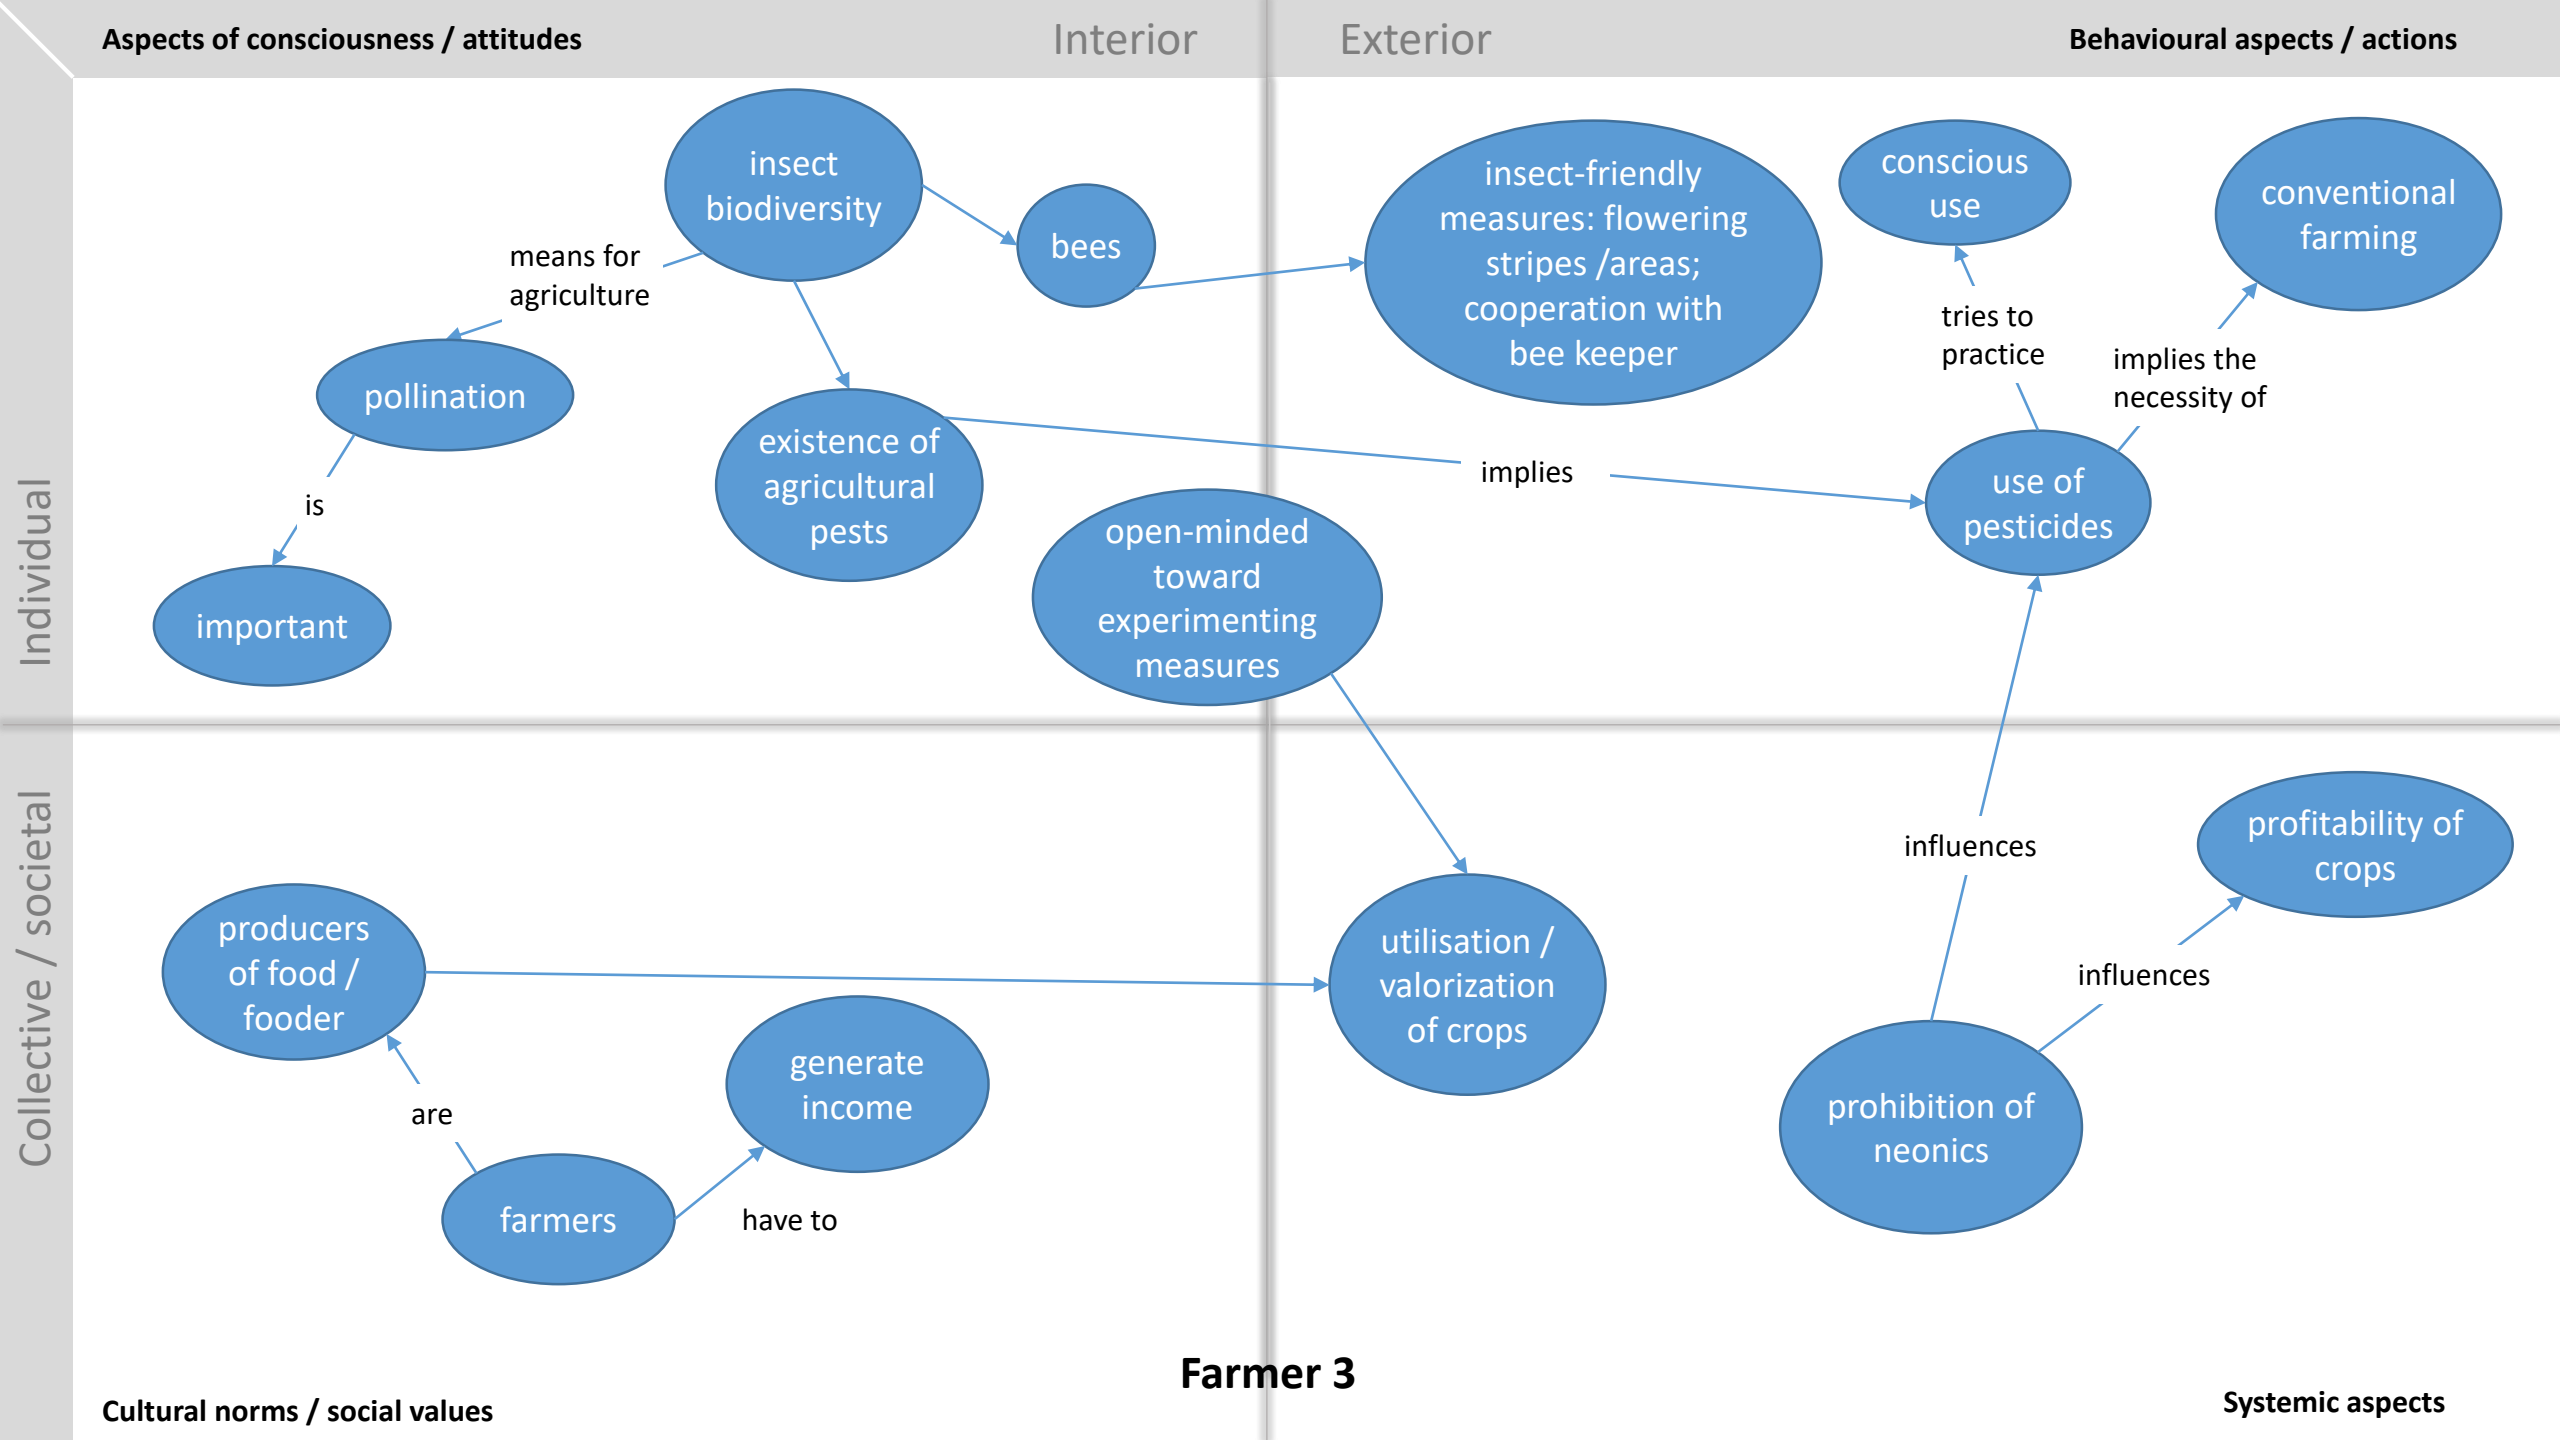 Aspects of consciousness / attitudes
Interior
Exterior
Behavioural aspects / actions
Individual
Collective / societal
insect
biodiversity
bees
means for
agriculture
pollination
is
important
existence of
agricultural
pests
implies
open-minded
toward
experimenting
measures
insect-friendly
measures: flowering
stripes /areas;
cooperation with
bee keeper
conscious
use
conventional
farming
tries to
practice
implies the
necessity of
use of
pesticides
producers
of food /
fooder
are
farmers
have to
generate
income
utilisation /
valorization
of crops
influences
profitability of
crops
influences
prohibition of
neonics
Farmer 3
Cultural norms / social values
Systemic aspects